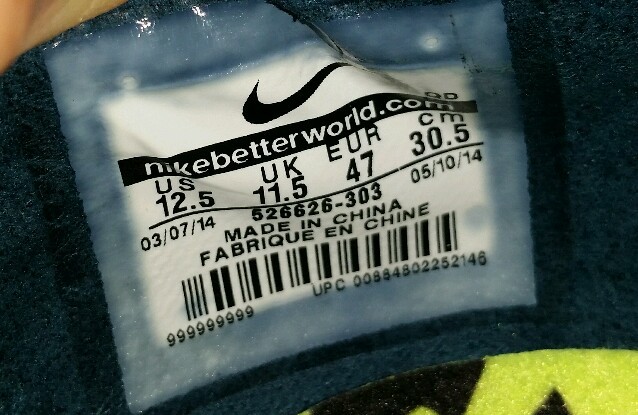 QD
nikebetterworld.com
US UK EUR cm
12.5 11.5 47 30.5
03/07/14 526626-303 05/10/14
MADE IN CHINA
FABRIQUE EN CHINE
999999999 UPC 00884802252146